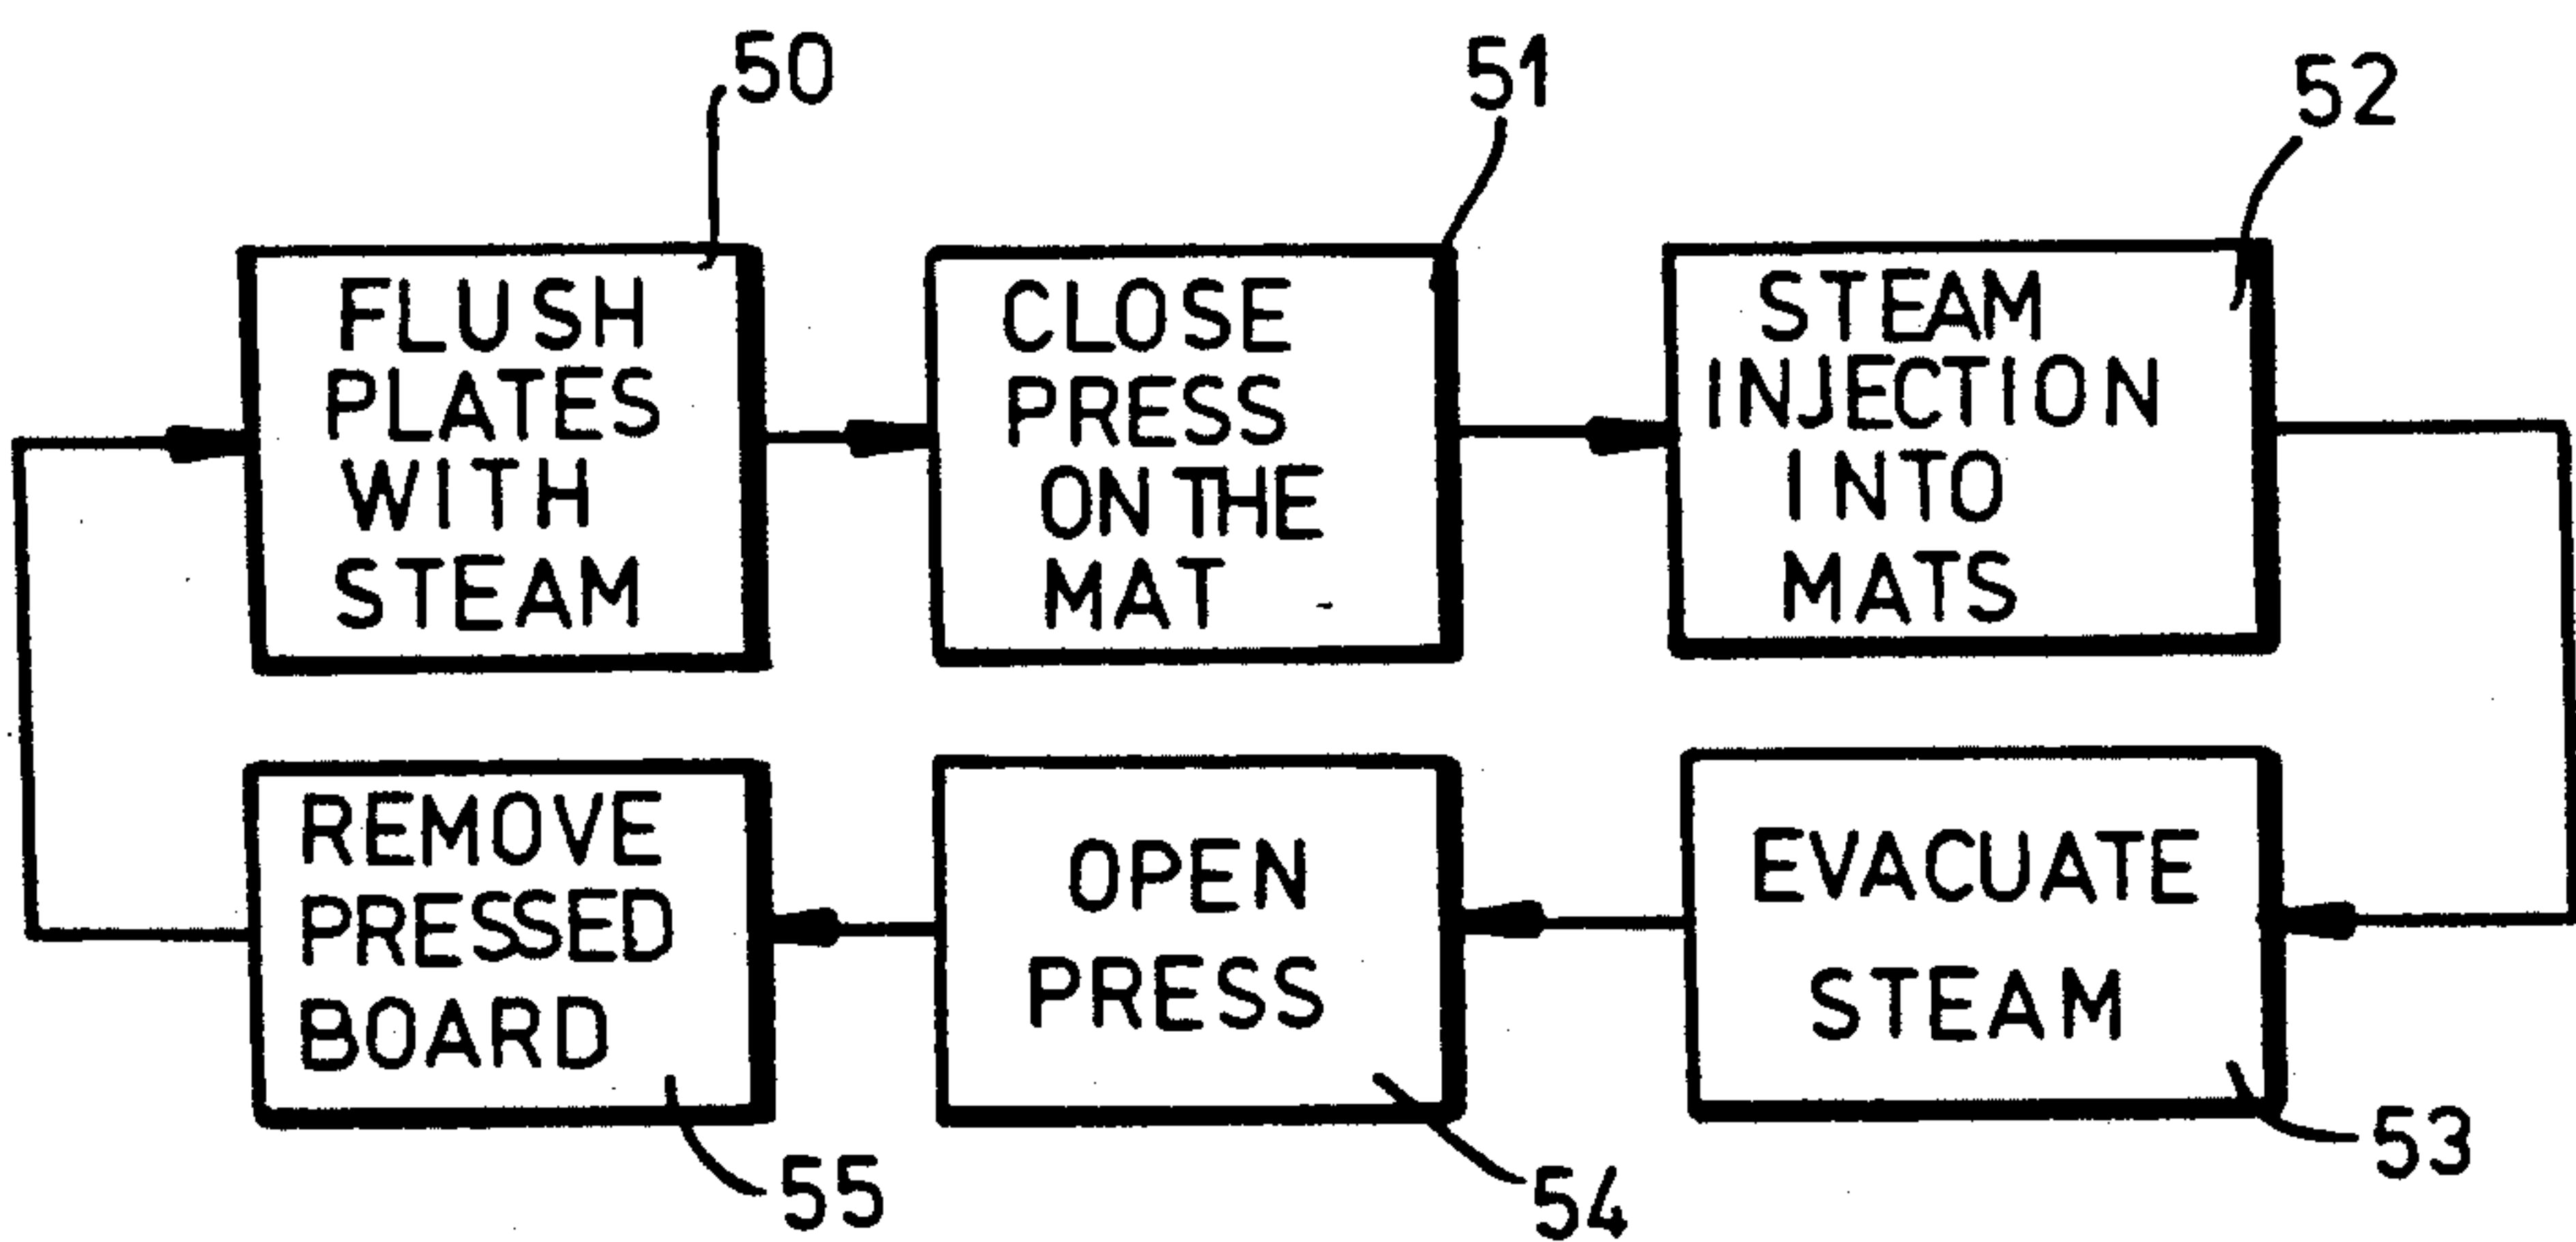 50
51
52
FLUSH
PLATES
WITH
STEAM
CLOSE
PRESS
ON THE
MAT
STEAM
INJECTION
INTO
MATS
REMOVE
PRESSED
BOARD
OPEN
PRESS
EVACUATE
STEAM
55
54
53